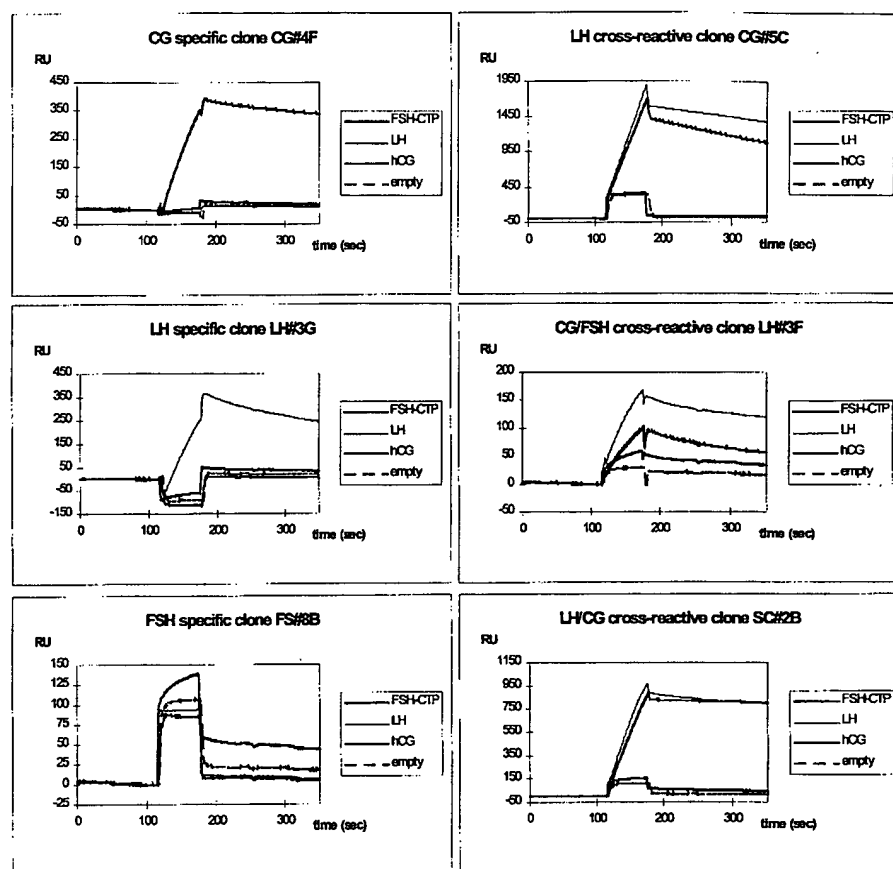 CG specific clone CG#4F
RU
450
350
250
150
50
-50
0
100
200
300
time (sec)
FSH-CTP
LH
hCG
empty
LH cross-reactive clone CG#5C
RU
1950
1450
950
450
-50
0
100
200
300
time (sec)
FSH-CTP
LH
hCG
empty
LH specific clone LH#3G
RU
450
350
250
150
50
-50
-150
0
100
200
300
time (sec)
FSH-CTP
LH
hCG
empty
CG/FSH cross-reactive clone LH#3F
RU
200
150
100
50
0
-50
0
100
200
300
time (sec)
FSH-CTP
LH
hCG
empty
FSH specific clone FS#8B
RU
150
125
100
75
50
25
0
-25
0
100
200
300
time (sec)
FSH-CTP
LH
hCG
empty
LH/CG cross-reactive clone SC#2B
RU
1150
950
750
350
150
-50
0
100
200
300
time (sec)
FSH-CTP
LH
hCG
empty